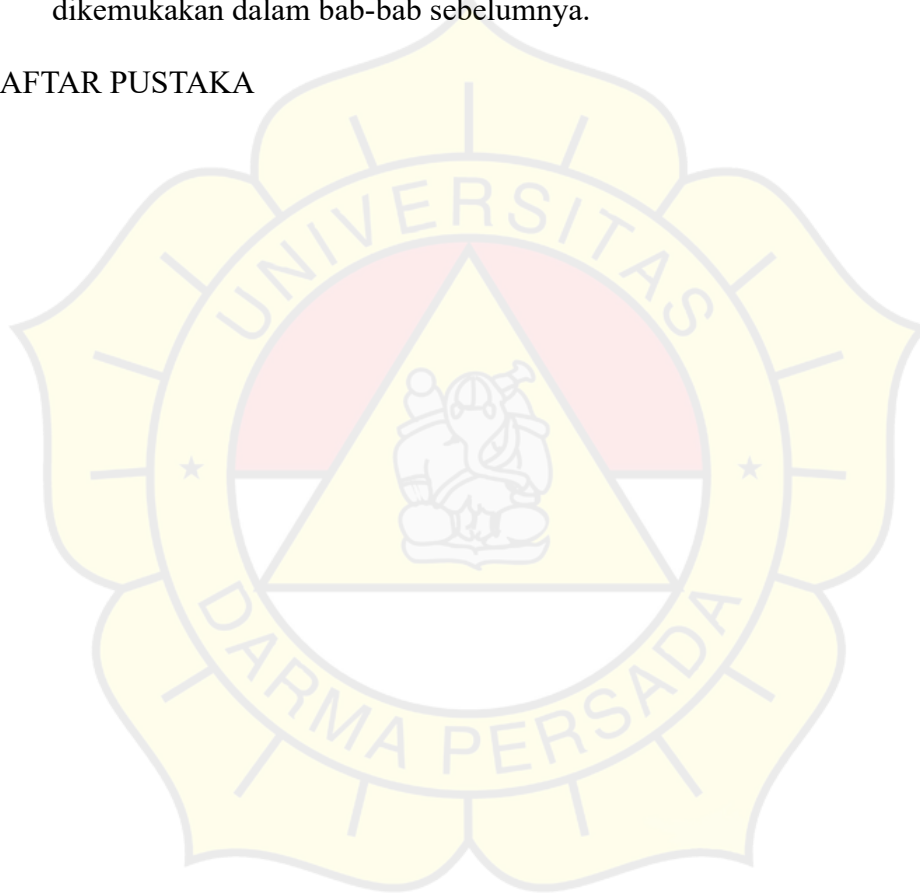 dikemukakan dalam bab-bab sebelumnya.
AFTAR PUSTAKA
UNIVERSITAS
DARMA PERSADA